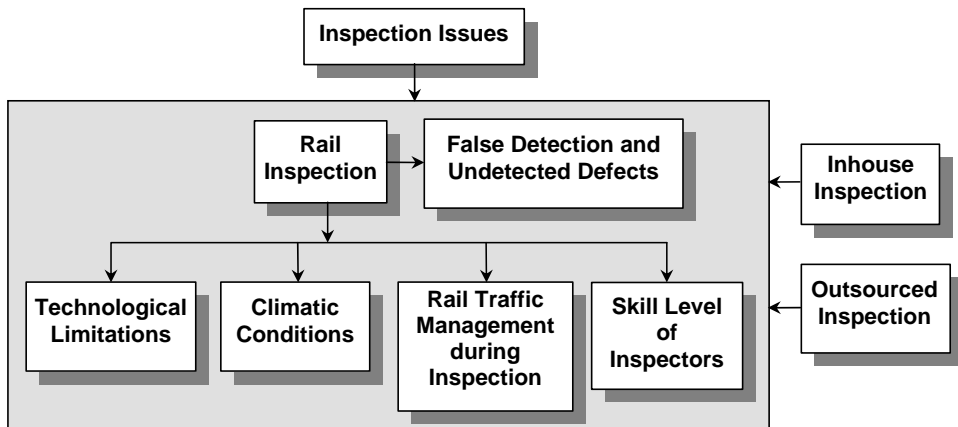 Inspection Issues
Rail
Inspection
False Detection and
Undetected Defects
Inhouse
Inspection
Technological
Limitations
Climatic
Conditions
Rail Traffic
Management
during
Inspection
Skill Level
of
Inspectors
Outsourced
Inspection